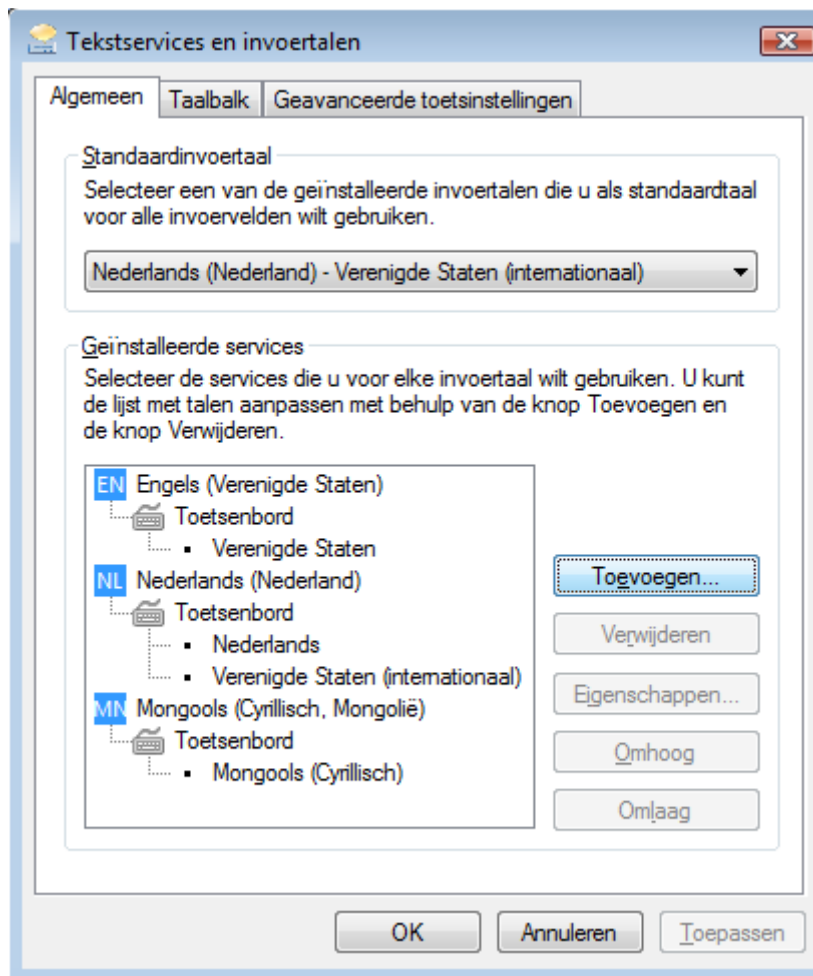 Tekstservices en invoertalen
Algemeen
Taalbalk
Geavanceerde toetsinstellingen
Standaardinvoertaal
Selecteer een van de geïnstalleerde invoertalen die u als standaardtaal
voor alle invoervelden wilt gebruiken.
Nederlands (Nederland) - Verenigde Staten (internationaal)
Geïnstalleerde services
Selecteer de services die u voor elke invoertaal wilt gebruiken. U kunt
de lijst met talen aanpassen met behulp van de knop Toevoegen en
de knop Verwijderen.
EN Engels (Verenigde Staten)
Toetsenbord
Verenigde Staten
NL Nederlands (Nederland)
Toetsenbord
Nederlands
Verenigde Staten (internationaal)
MN Mongools (Cyrillisch, Mongolië)
Toetsenbord
Mongools (Cyrillisch)
Toevoegen...
Verwijderen
Eigenschappen...
Omhoog
Omlaag
OK
Annuleren
Toepassen